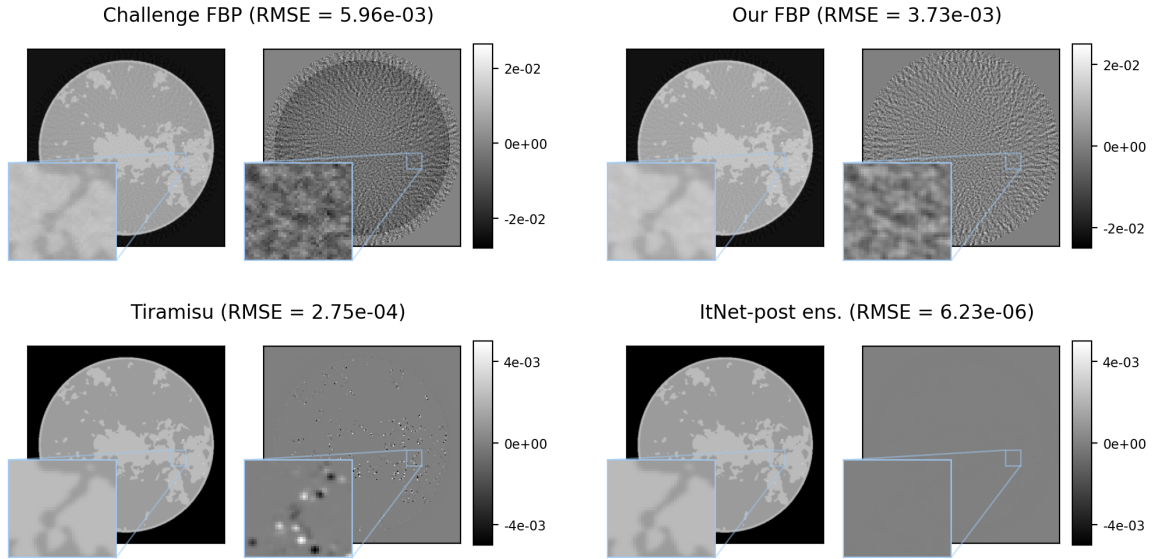 Challenge FBP (RMSE = 5.96e-03)
Our FBP (RMSE = 3.73e-03)
2e-02
0e+00
-2e-02
2e-02
0e+00
-2e-02
Tiramisu (RMSE = 2.75e-04)
ItNet-post ens. (RMSE = 6.23e-06)
4e-03
0e+00
-4e-03
4e-03
0e+00
-4e-03